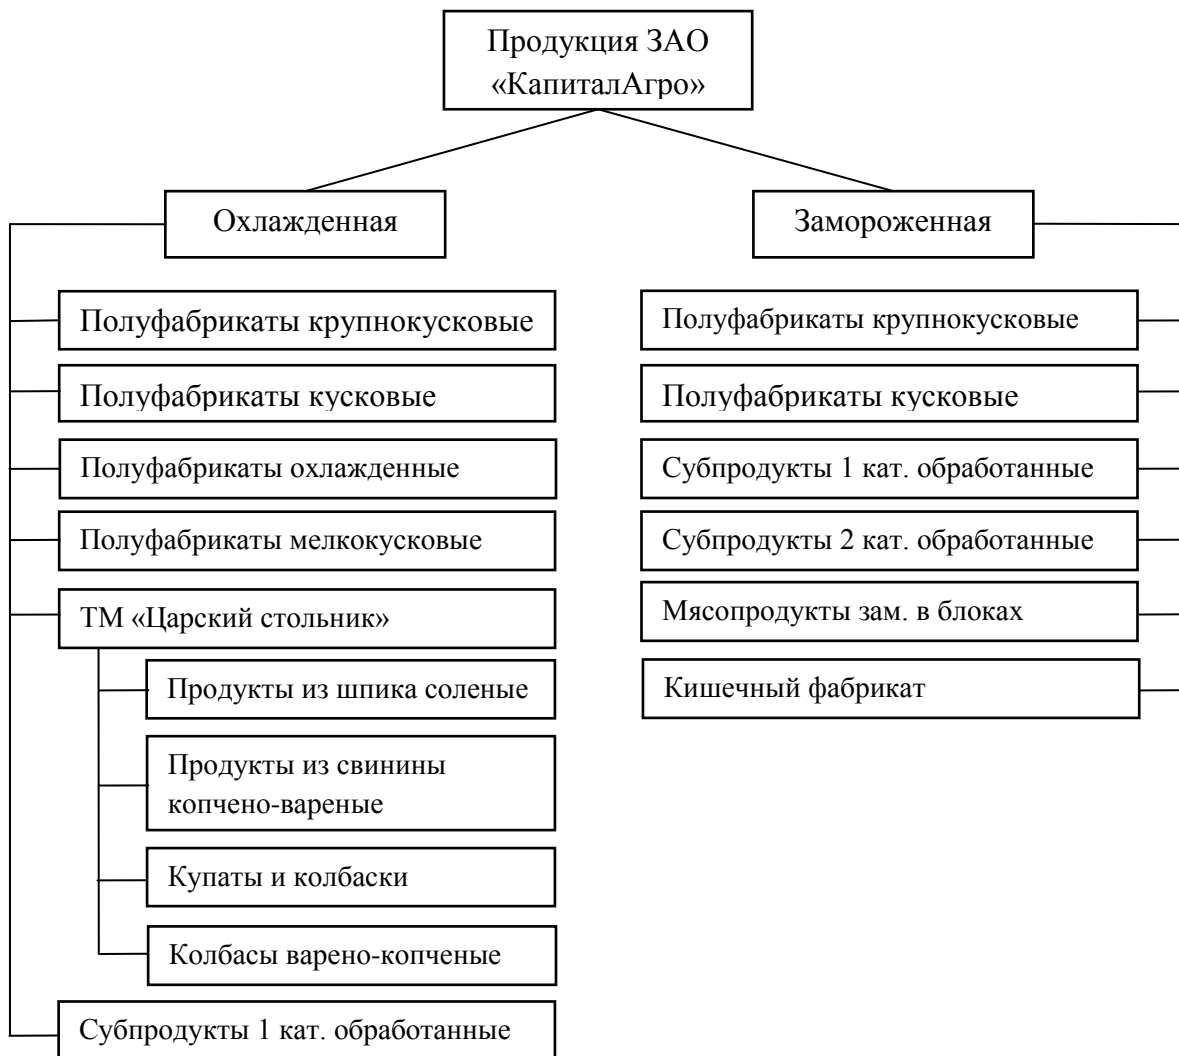 Продукция ЗАО
«КапиталАгро»
Охлажденная
Замороженная
Полуфабрикаты крупнокусковые
Полуфабрикаты кусковые
Полуфабрикаты охлажденные
Полуфабрикаты мелкокусковые
ТМ «Царский стольник»
Продукты из шпика соленые
Продукты из свинины
копчено-вареные
Купаты и колбаски
Колбасы варено-копченые
Субпродукты 1 кат. обработанные
Полуфабрикаты крупнокусковые
Полуфабрикаты кусковые
Субпродукты 1 кат. обработанные
Субпродукты 2 кат. обработанные
Мясопродукты зам. в блоках
Кишечный фабрикат